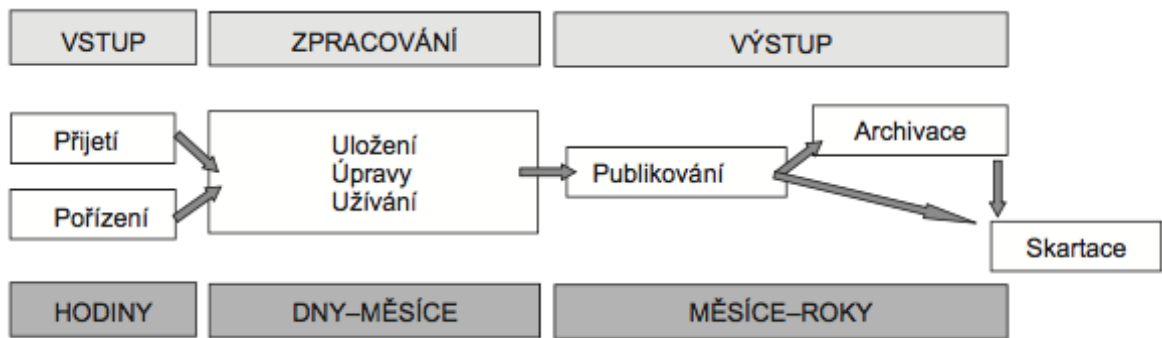 VSTUP
ZPRACOVÁNÍ
VÝSTUP
Přijetí
Pořízení
Uložení
Úpravy
Užívání
Publikování
Archivace
Skartace
HODINY
DNY–MĚSÍCE
MĚSÍCE–ROKY